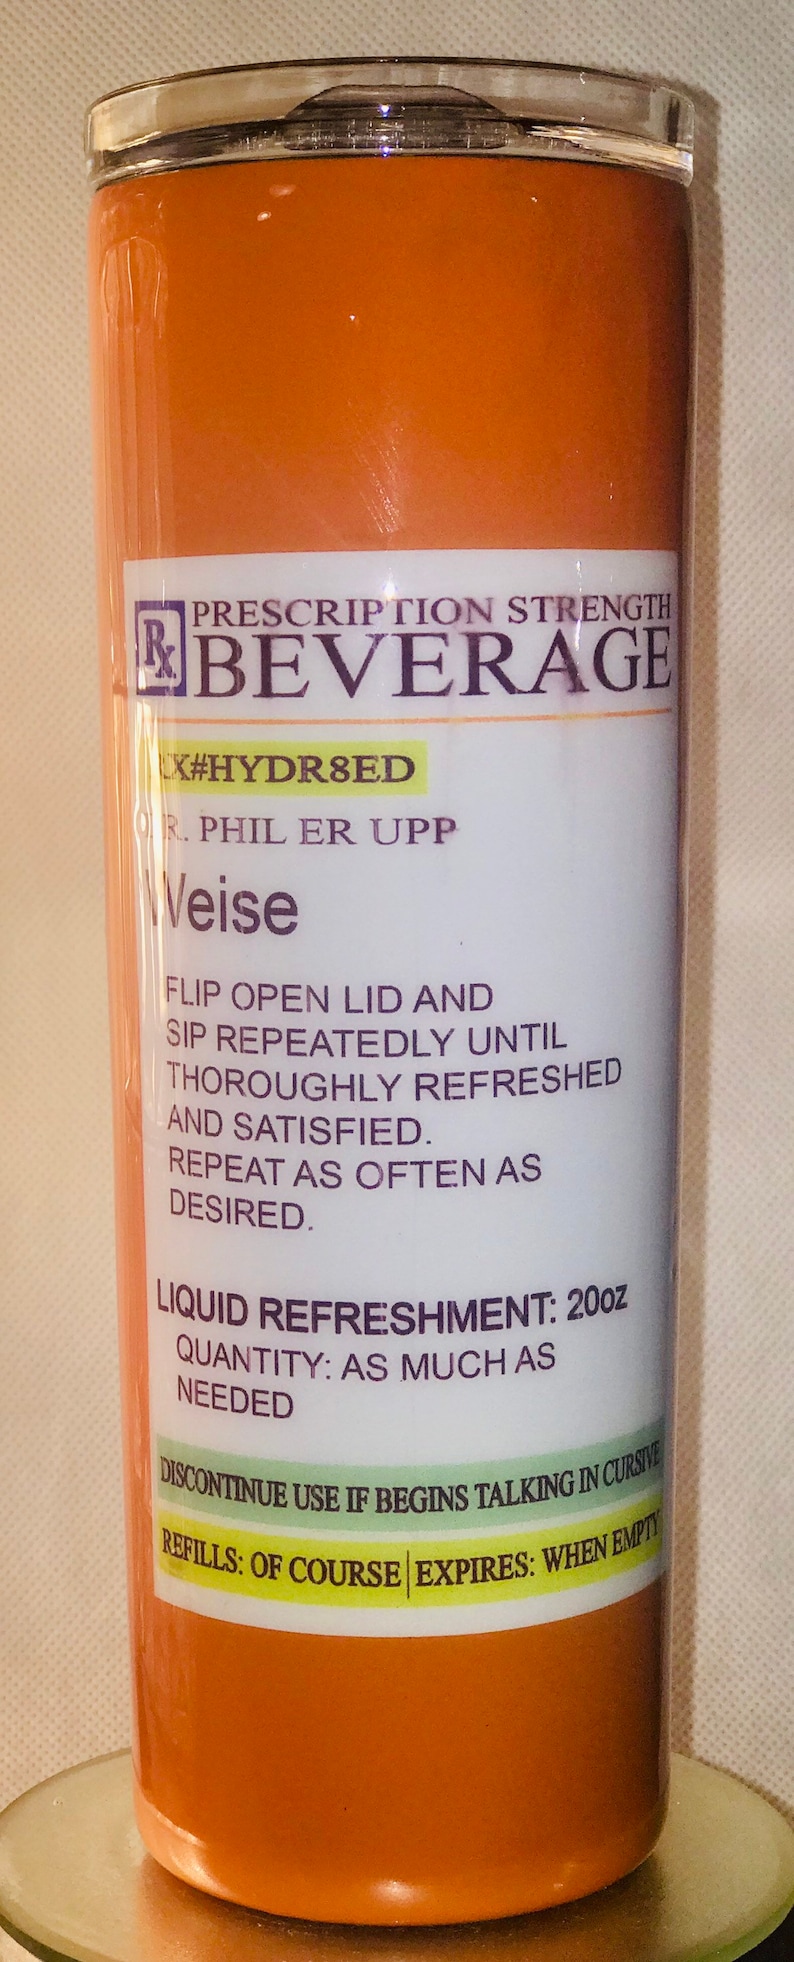 Rx PRESCRIPTION STRENGTH
BEVERAGE
RX#HYDR8ED
DR. PHIL ER UPP
Weise
FLIP OPEN LID AND
SIP REPEATEDLY UNTIL
THOROUGHLY REFRESHED
AND SATISFIED.
REPEAT AS OFTEN AS
DESIRED.
LIQUID REFRESHMENT: 20oz
QUANTITY: AS MUCH AS
NEEDED
DISCONTINUE USE IF BEGINS TALKING IN CURSIVE
REFILLS: OF COURSE | EXPIRES: WHEN EMPTY